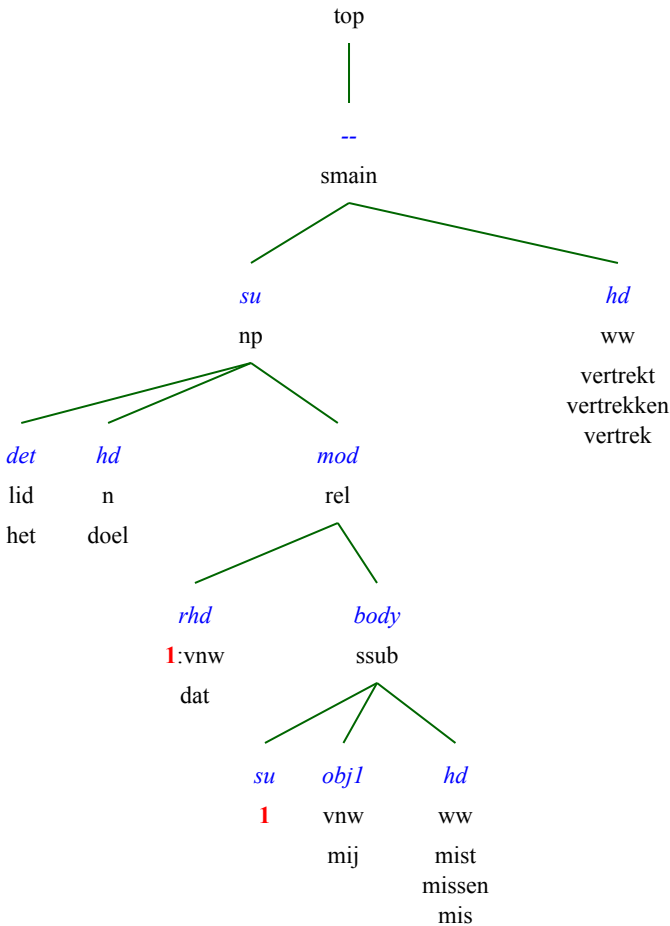 top
--
smain
su hd
np ww
vertrekt
vertrekken
vertrek
det hd mod
lid n rel
het doel
rhd body
1:vnw ssub
dat
su obj1 hd
1 vnw ww
mij mist
missen
mis